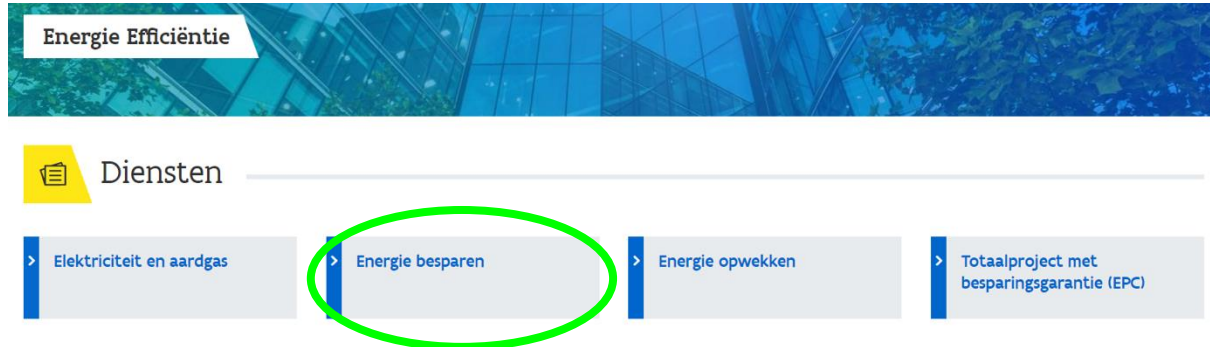 Energie Efficiëntie
Diensten
Elektriciteit en aardgas
Energie besparen
Energie opwekken
Totaalproject met
besparingsgarantie (EPC)